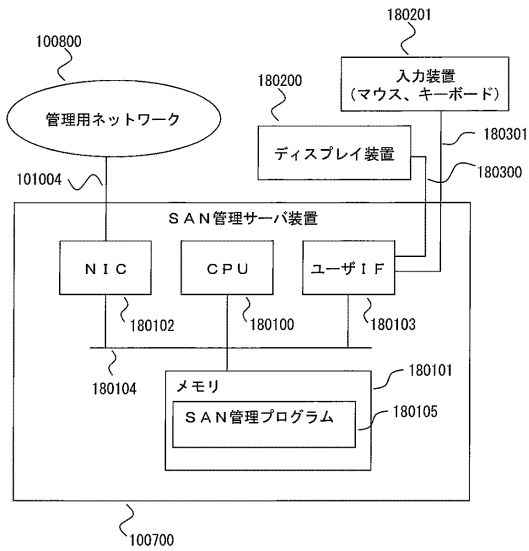 180201
100800
入力装置
(マウス、キーボード)
180200
管理用ネットワーク
ディスプレイ装置
180301
180300
101004
SAN管理サーバ装置
NIC
CPU
ユーザIF
180102
180100
180103
180104
メモリ
180101
SAN管理プログラム
180105
100700